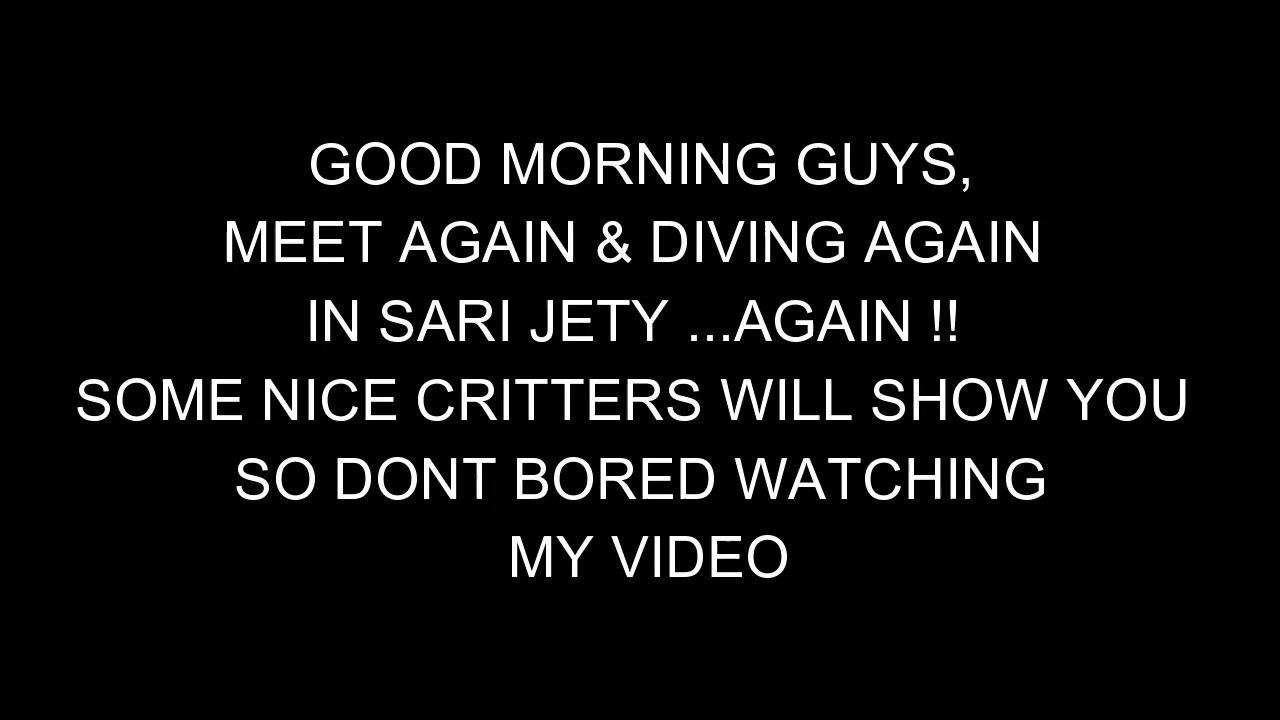 GOOD MORNING GUYS,
MEET AGAIN & DIVING AGAIN
IN SARI JETY ...AGAIN !!
SOME NICE CRITTERS WILL SHOW YOU
SO DONT BORED WATCHING
MY VIDEO